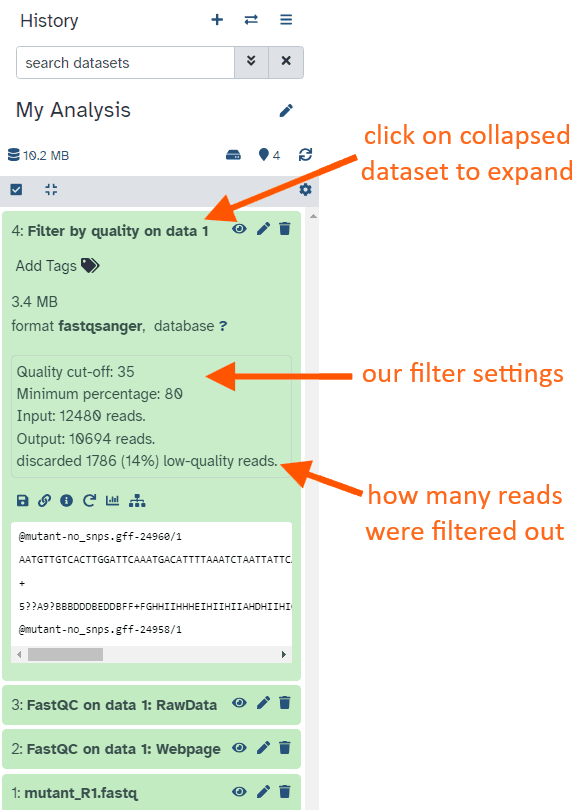 History
search datasets
My Analysis
click on collapsed
dataset to expand
10.2 MB
4
4: Filter by quality on data 1
Add Tags
3.4 MB
format fastqsanger, database ?
Quality cut-off: 35
our filter settings
Minimum percentage: 80
Input: 12480 reads.
Output: 10694 reads.
discarded 1786 (14%) low-quality reads.
how many reads
were filtered out
@mutant-no_snps.gff-24960/1
AATGTTGTCACTTGGATTCAAATGACATTTTAAATCTAATTATTC
+
5??A9?BBBDDDBEDDBFF+FGHHIIHHHEIHIIHIIAHDHIIHI
@mutant-no_snps.gff-24958/1
3: FastQC on data 1: RawData
2: FastQC on data 1: Webpage
1: mutant_R1.fastq